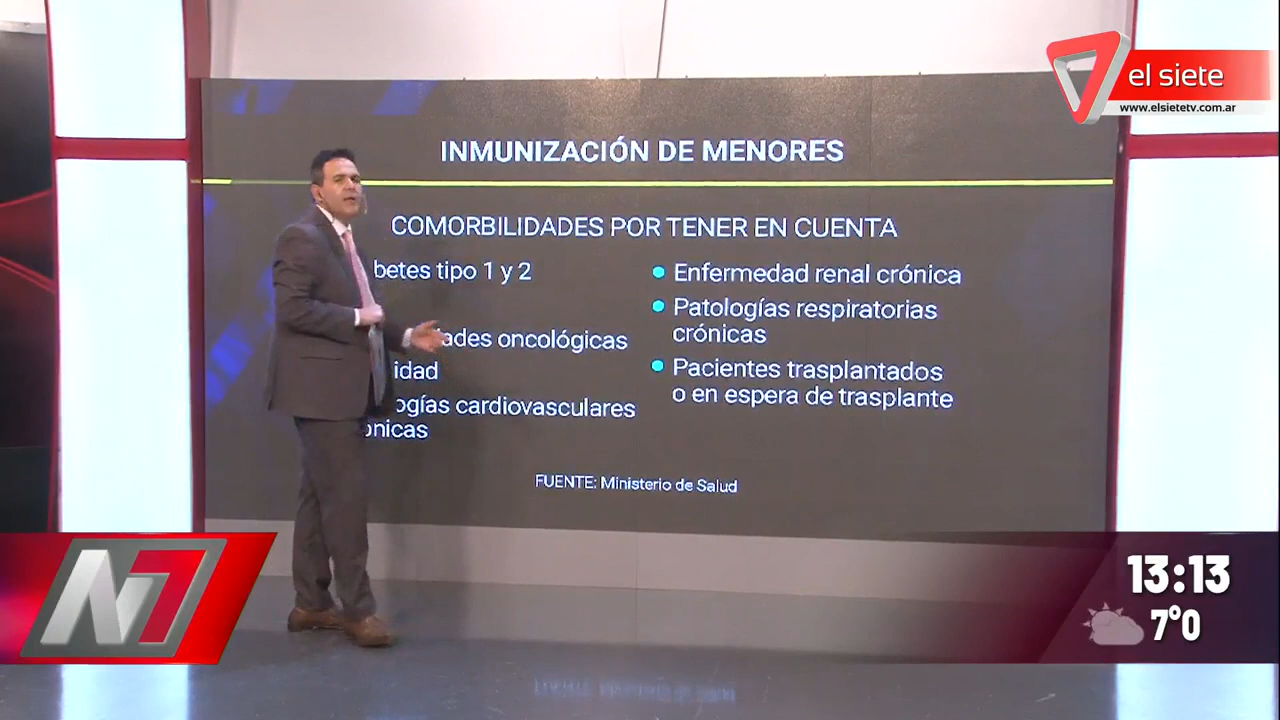 el siete
www.elsietetv.com.ar
INMUNIZACIÓN DE MENORES
COMORBILIDADES POR TENER EN CUENTA
betes tipo 1 y 2
ades oncológicas
idad
ogías cardiovasculares
ónicas
Enfermedad renal crónica
Patologías respiratorias
crónicas
Pacientes trasplantados
o en espera de trasplante
FUENTE: Ministerio de Salud
N7
13:13
7°0